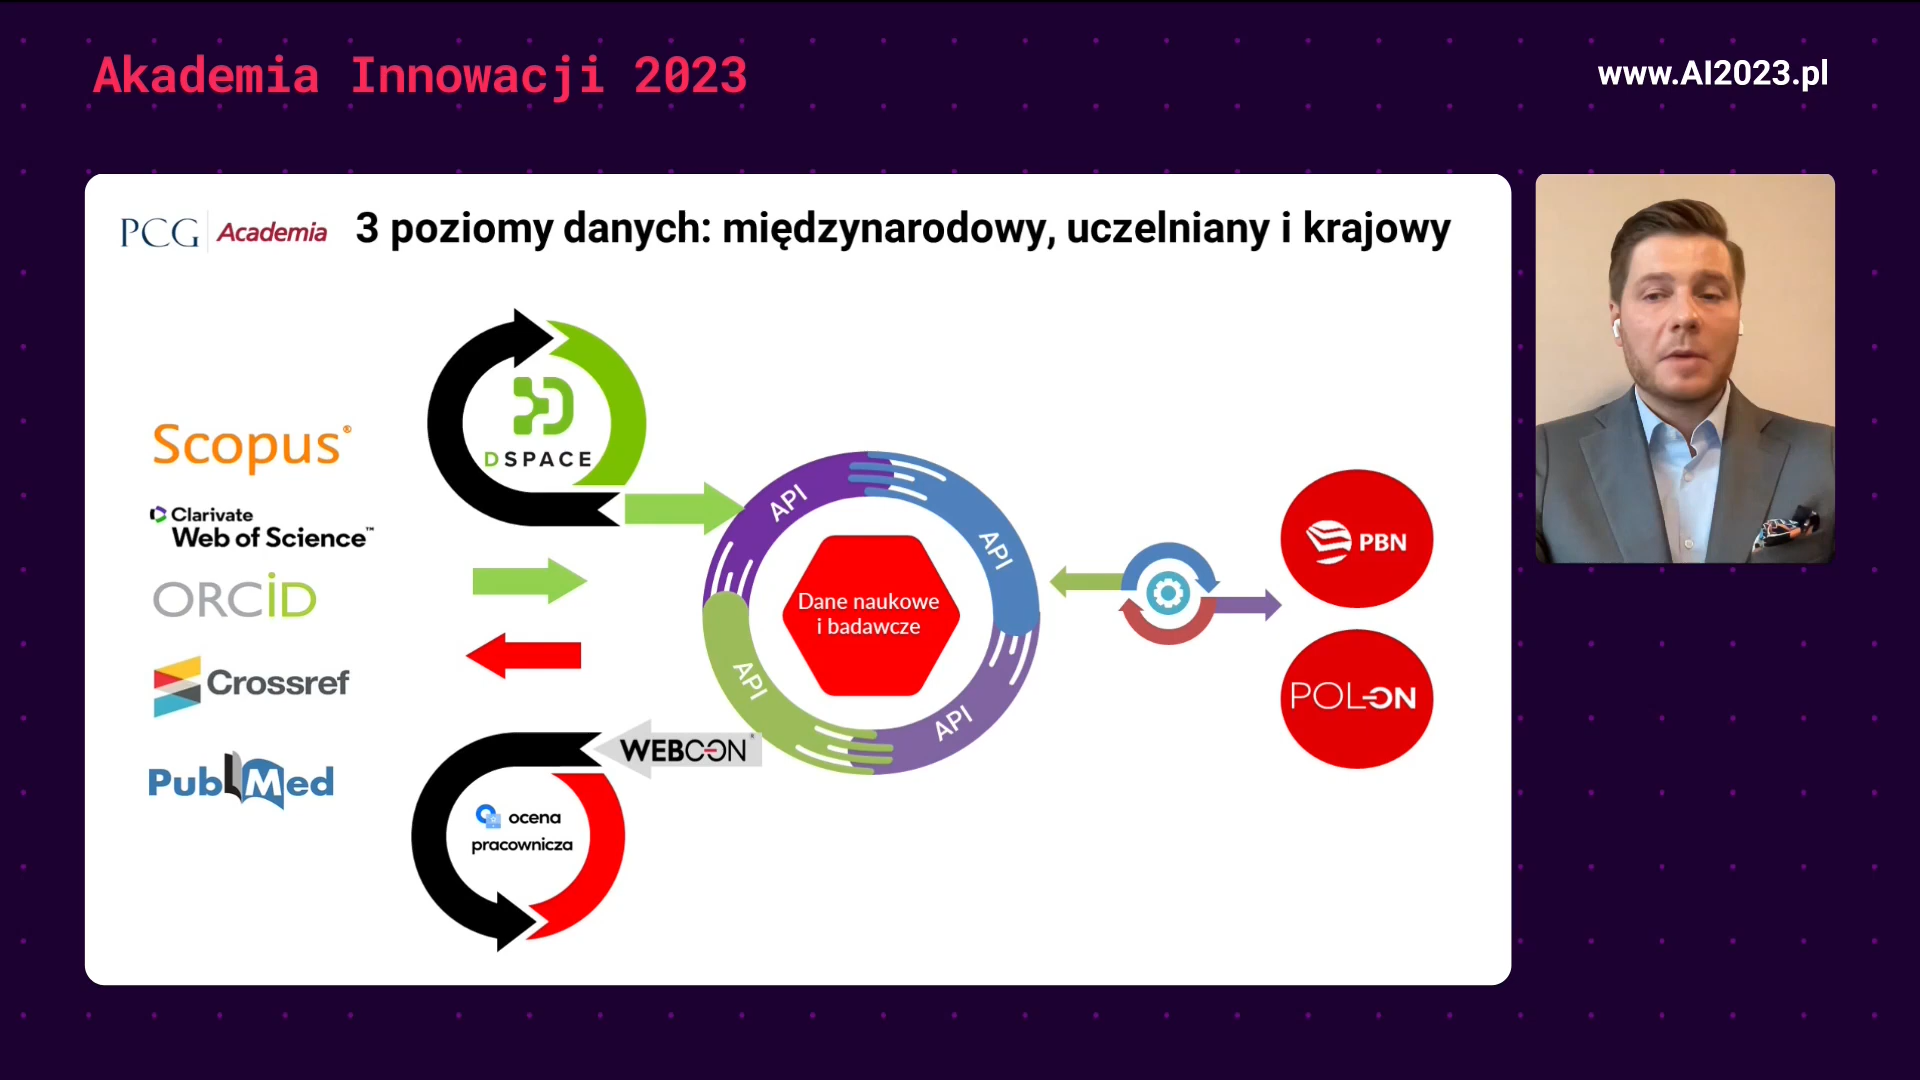 Akademia Innowacji 2023
www.AI2023.pl
PCG Academia
3 poziomy danych: międzynarodowy, uczelniany i krajowy
Scopus®
Clarivate
Web of Science™
ORCiD
Crossref
PubMed
DSPACE
API
API
API
API
Dane naukowe
i badawcze
WEBCON®
ocena
pracownicza
PBN
POL-ON